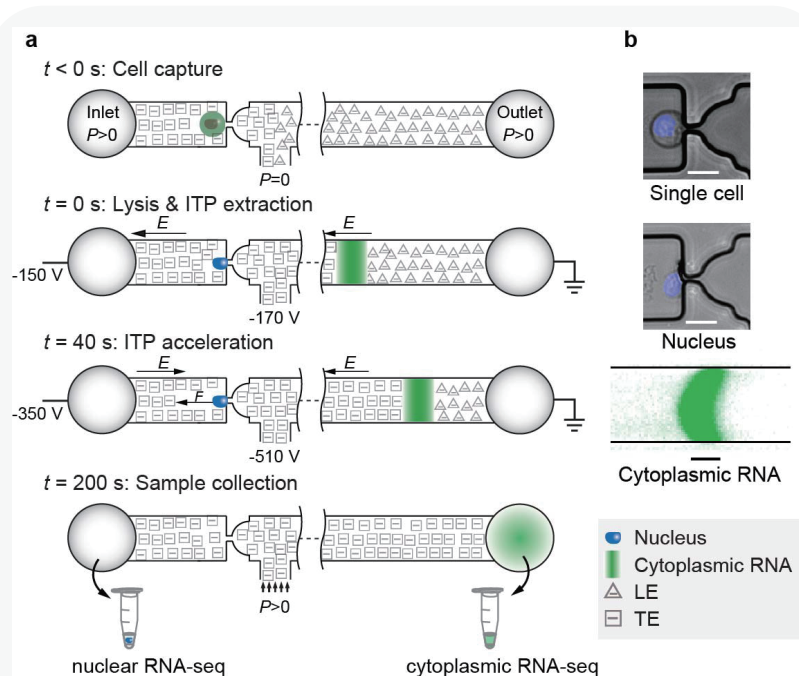 a
t < 0 s: Cell capture
Inlet
P>0
Outlet
P>0
P=0
t = 0 s: Lysis & ITP extraction
E
E
-150 V
-170 V
t = 40 s: ITP acceleration
E
E
F
-350 V
-510 V
t = 200 s: Sample collection
P>0
nuclear RNA-seq
cytoplasmic RNA-seq
b
Single cell
Nucleus
Cytoplasmic RNA
Nucleus
Cytoplasmic RNA
LE
TE